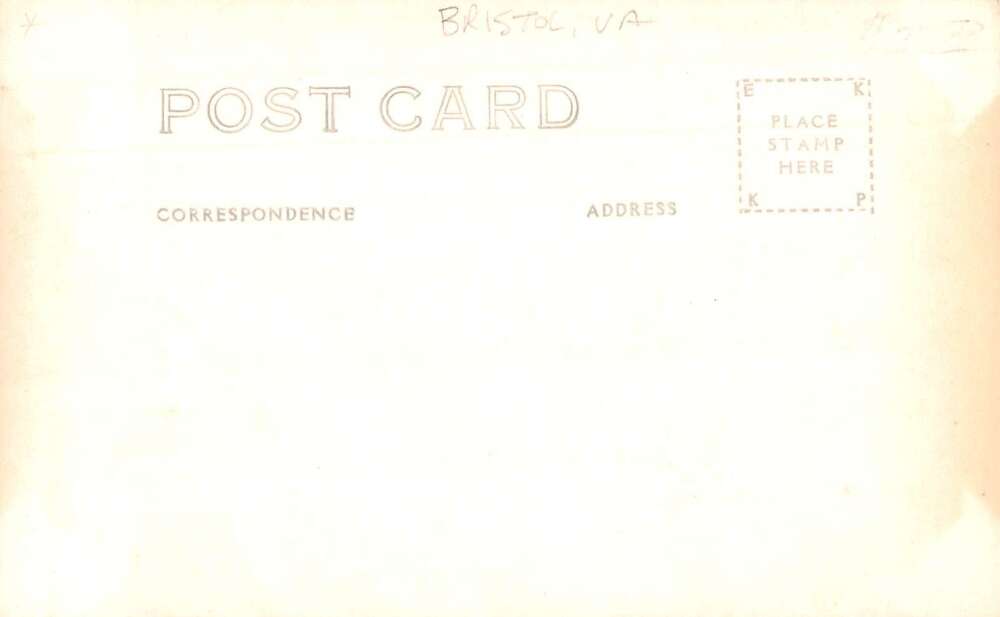 BRISTOL, VA
POST CARD
E K
PLACE
STAMP
HERE
K P
CORRESPONDENCE
ADDRESS